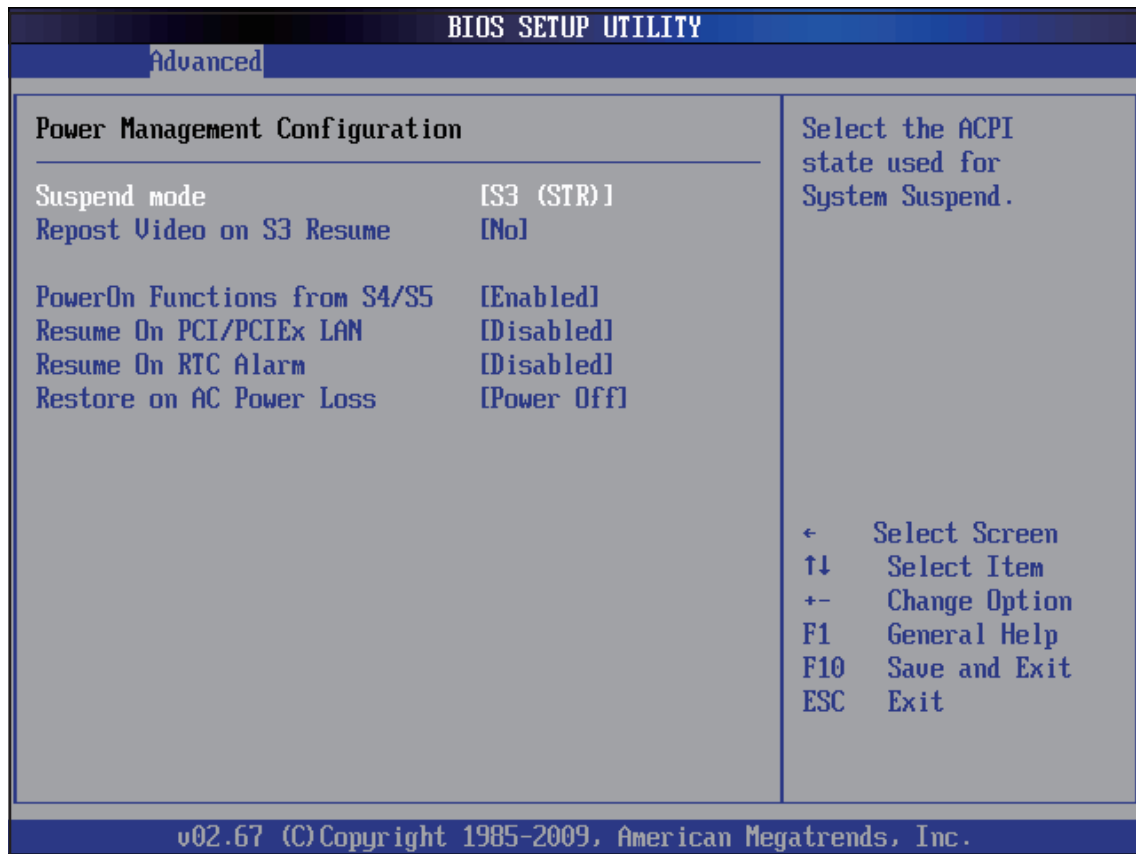 BIOS SETUP UTILITY
Advanced
Power Management Configuration
Suspend mode [S3 (STR)]
Repost Video on S3 Resume [No]
PowerOn Functions from S4/S5 [Enabled]
Resume On PCI/PCIEx LAN [Disabled]
Resume On RTC Alarm [Disabled]
Restore on AC Power Loss [Power Off]
Select the ACPI
state used for
System Suspend.
← Select Screen
↑↓ Select Item
+- Change Option
F1 General Help
F10 Save and Exit
ESC Exit
v02.67 (C)Copyright 1985-2009, American Megatrends, Inc.